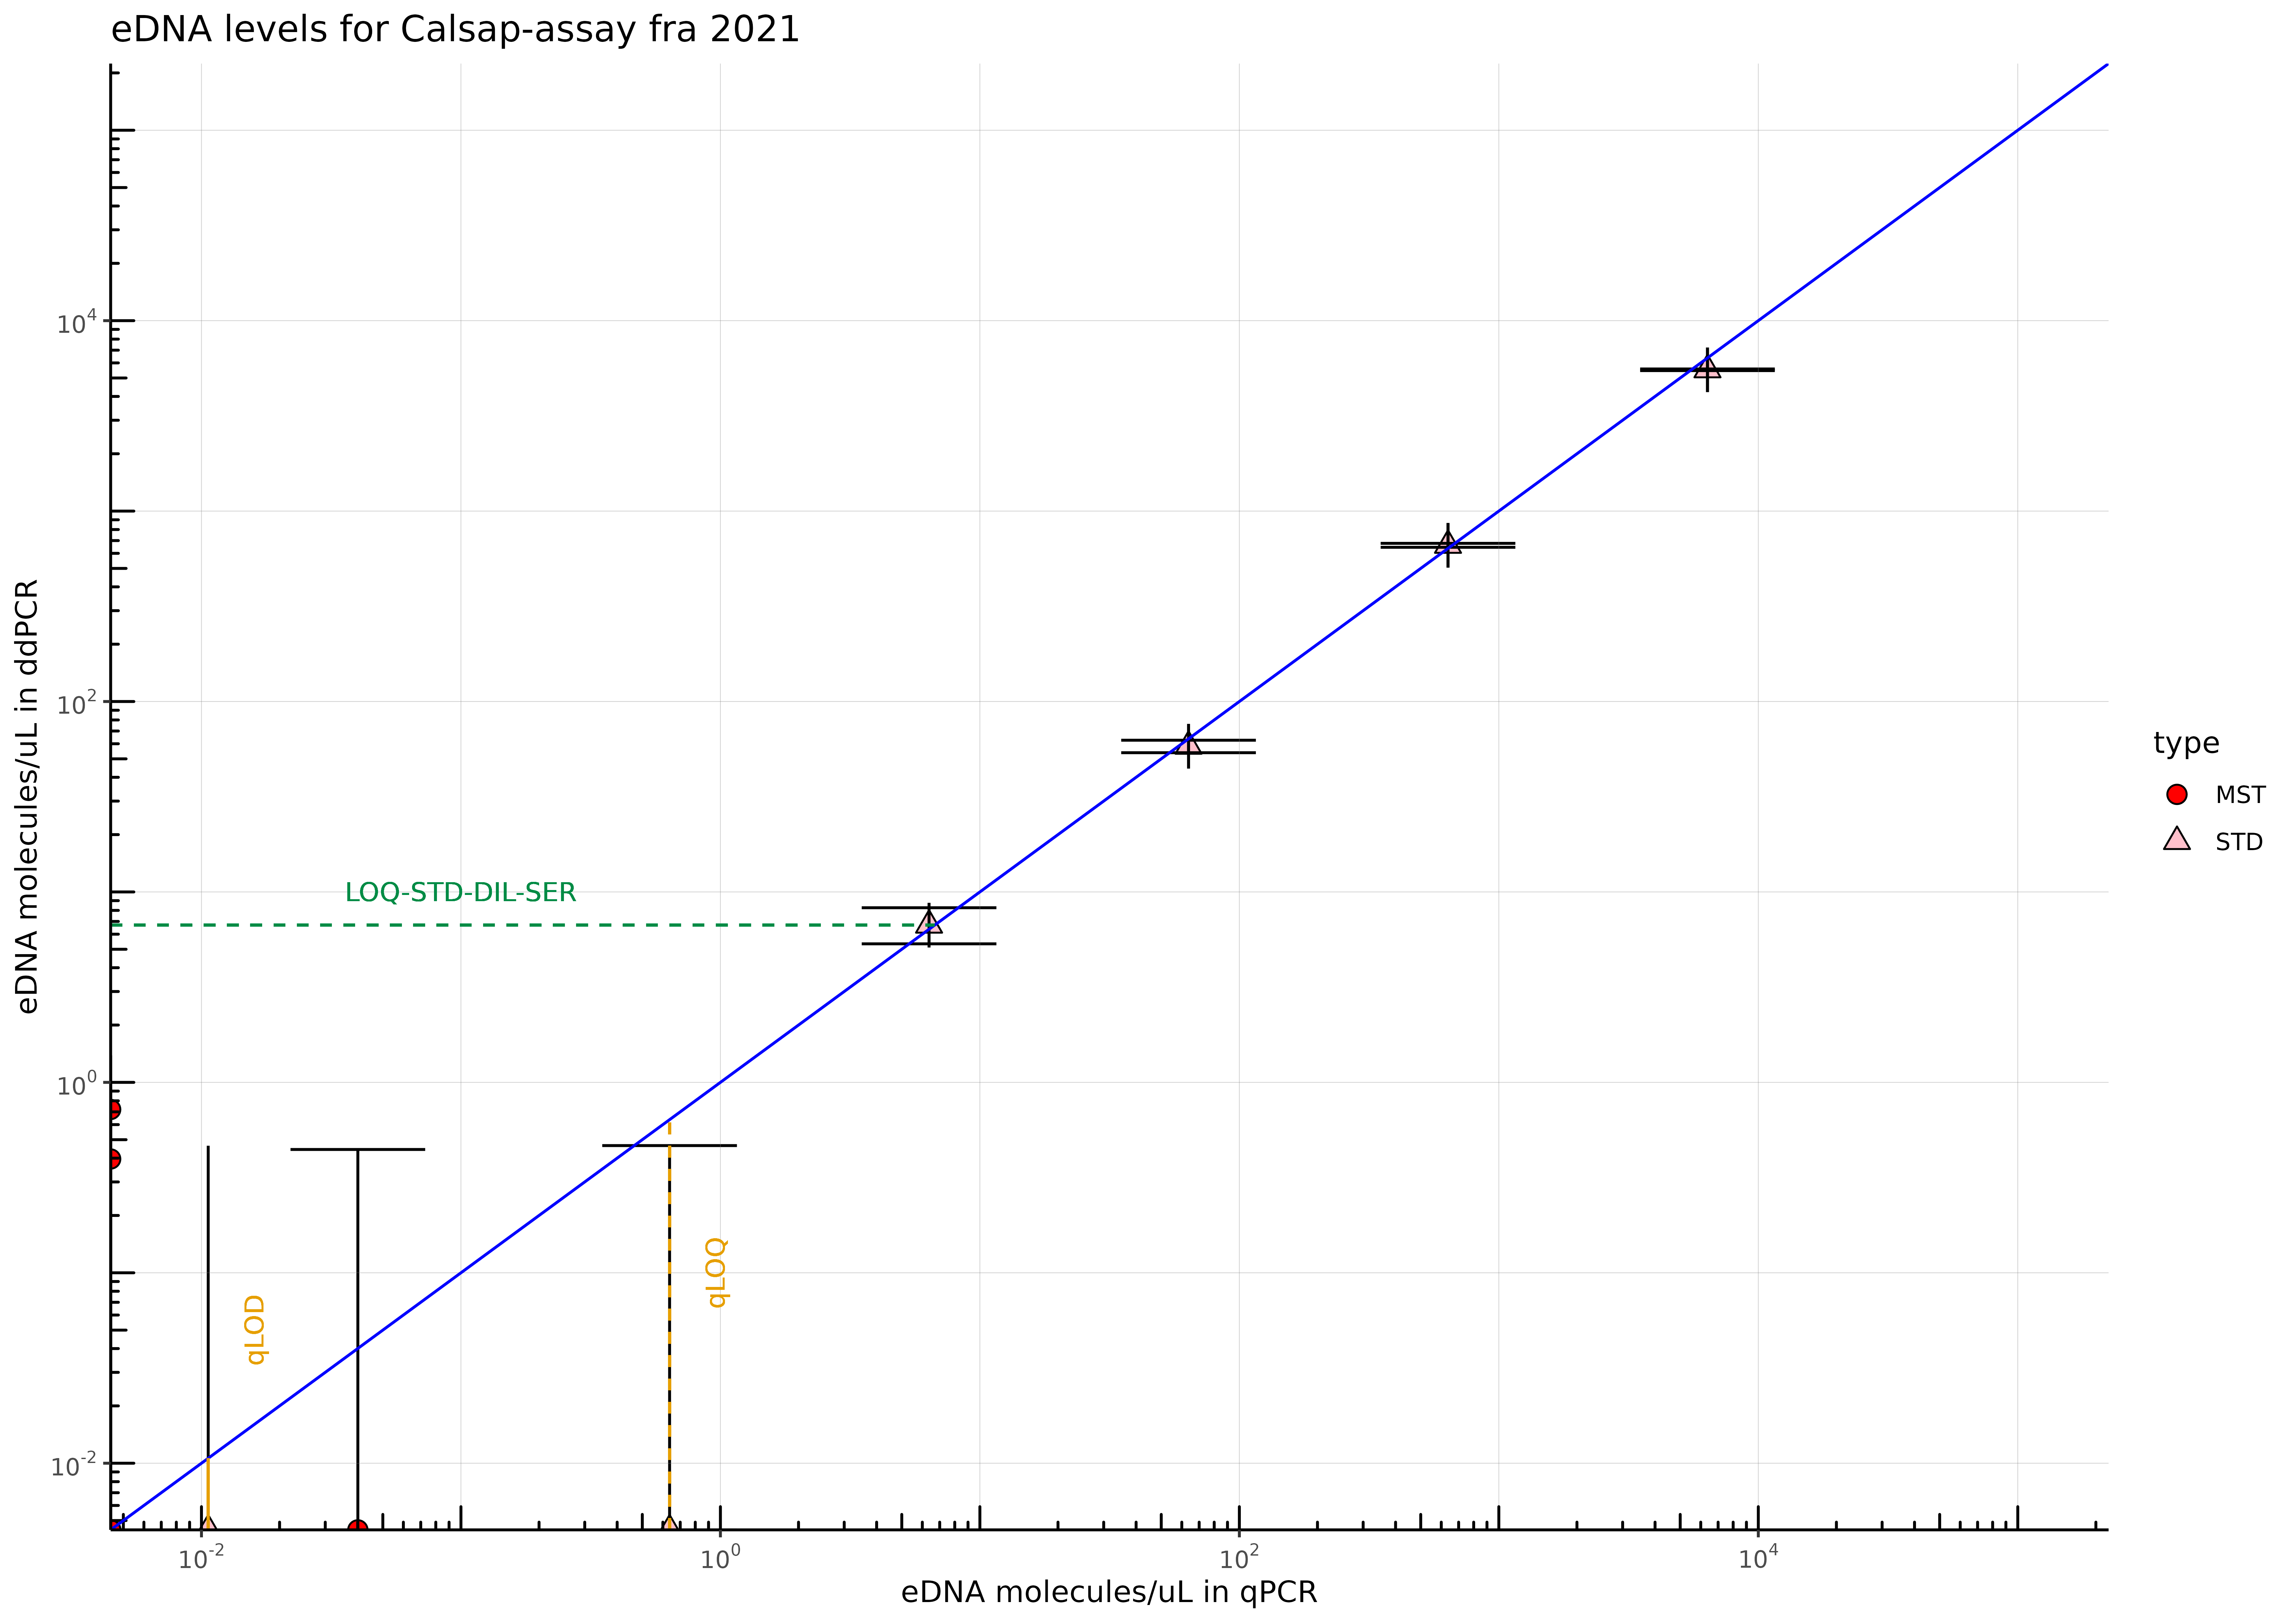 eDNA levels for Calsap-assay fra 2021
eDNA molecules/uL in ddPCR
10^4
10^2
10^0
10^-2
LOQ-STD-DIL-SER
qLOD
qLOQ
10^-2 10^0 10^2 10^4
eDNA molecules/uL in qPCR
type
MST
STD